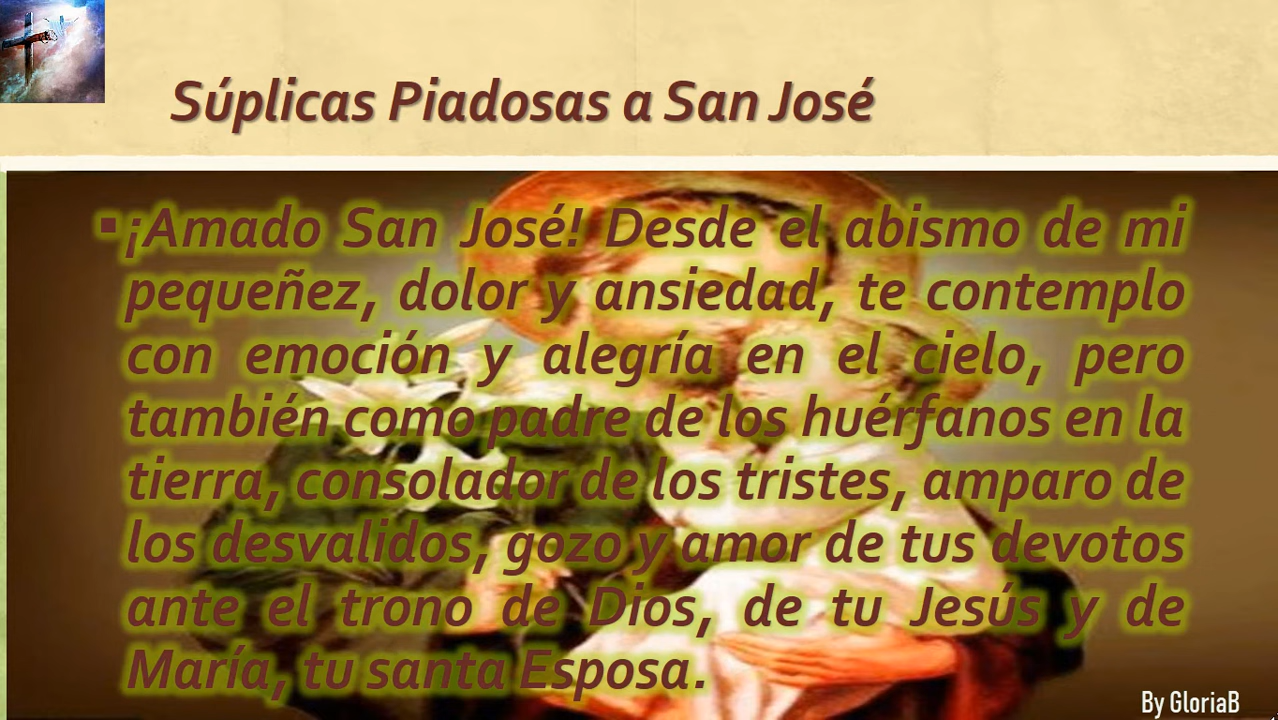 Súplicas Piadosas a San José
▪¡Amado San José! Desde el abismo de mi
pequeñez, dolor y ansiedad, te contemplo
con emoción y alegría en el cielo, pero
también como padre de los huérfanos en la
tierra, consolador de los tristes, amparo de
los desvalidos, gozo y amor de tus devotos
ante el trono de Dios, de tu Jesús y de
María, tu santa Esposa.
By GloriaB